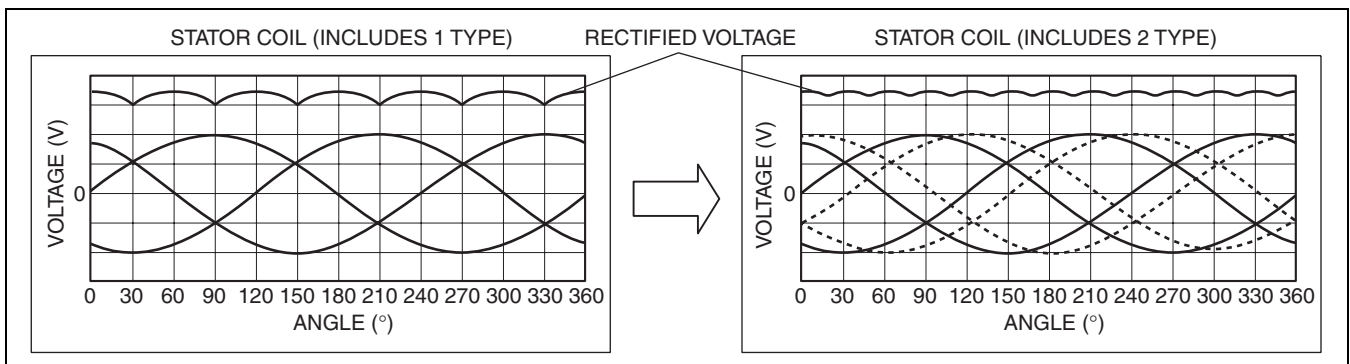 STATOR COIL (INCLUDES 1 TYPE) RECTIFIED VOLTAGE STATOR COIL (INCLUDES 2 TYPE)
VOLTAGE (V)
0
0 30 60 90 120 150 180 210 240 270 300 330 360
ANGLE (°)
VOLTAGE (V)
0
0 30 60 90 120 150 180 210 240 270 300 330 360
ANGLE (°)